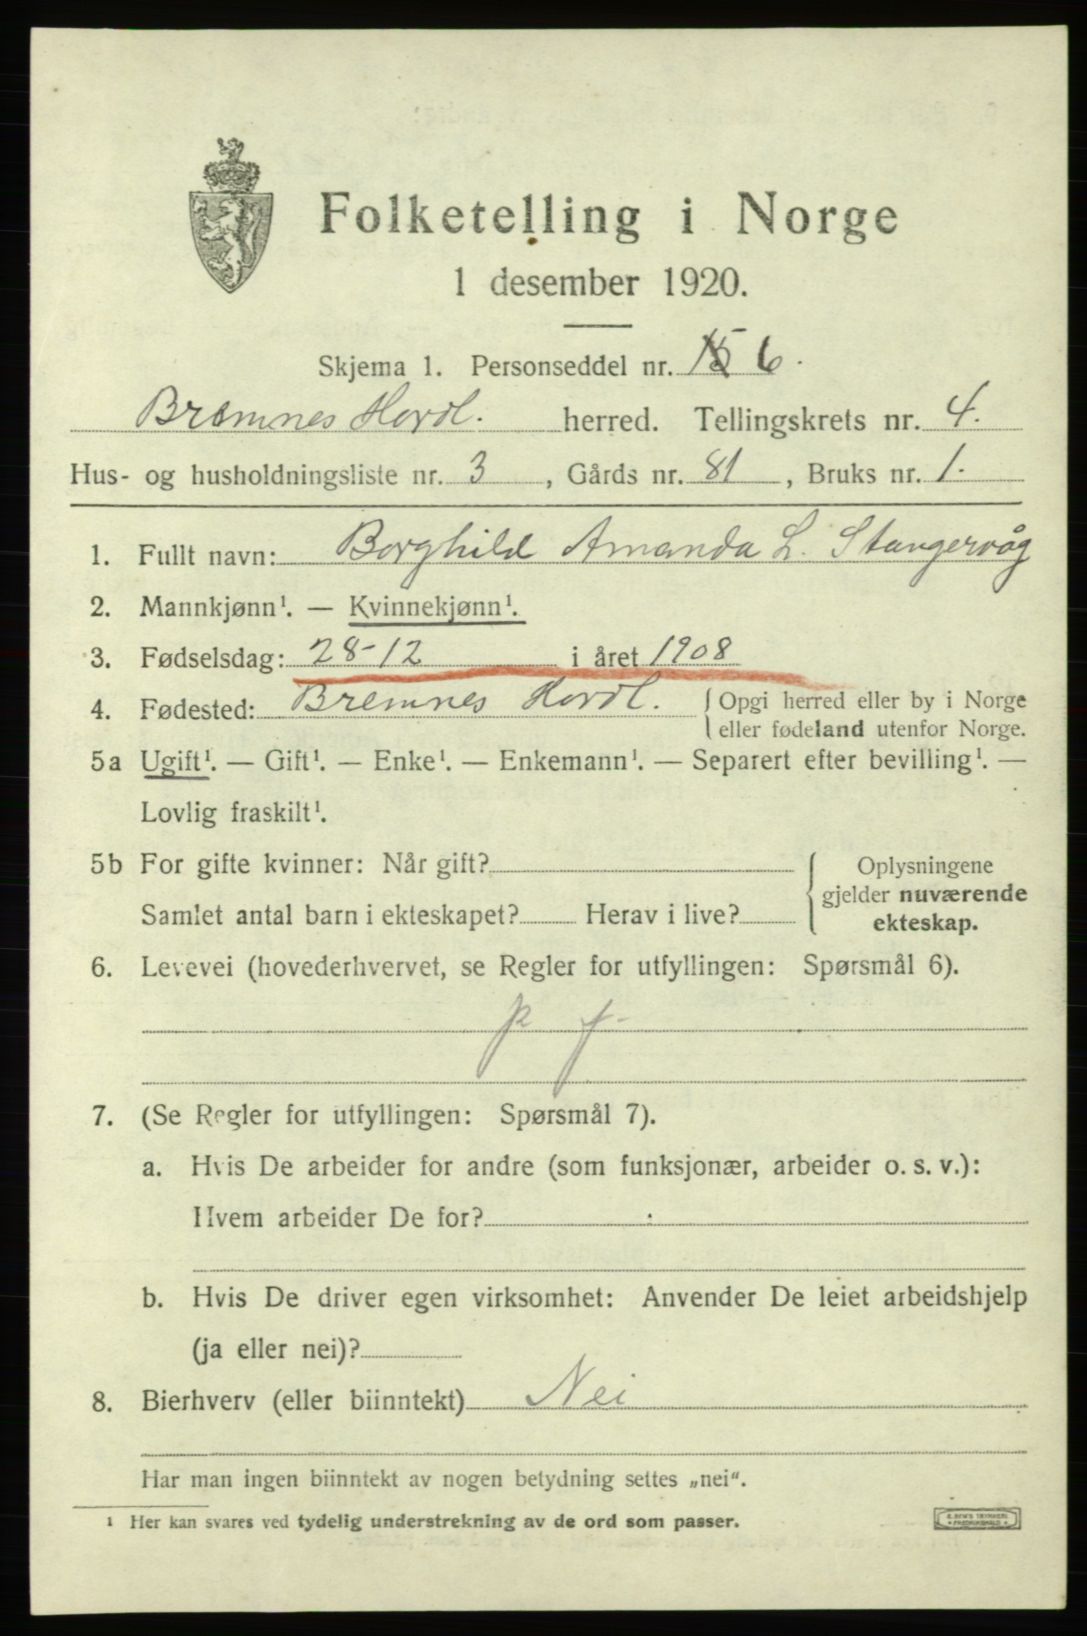 Folketelling i Norge
1 desember 1920.
Skjema 1. Personseddel nr. 15 6.
Bremnes Hordl. herred. Tellingskrets nr. 4.
Hus- og husholdningsliste nr. 3, Gårds nr. 81, Bruks nr. 1.
1. Fullt navn: Borghild Amanda L. Stangervåg
2. Mannkjønn¹. — Kvinnekjønn¹.
3. Fødselsdag: 28-12 i året 1908
4. Fødested: Bremnes Hordl. { Opgi herred eller by i Norge
eller fødeland utenfor Norge.
5a Ugift¹. — Gift¹. — Enke¹. — Enkemann¹. — Separert efter bevilling¹. —
Lovlig fraskilt¹.
5b For gifte kvinner: Når gift? { Oplysningene
gjelder nuværende
Samlet antal barn i ekteskapet? Herav i live? ekteskap.
6. Levevei (hovederhvervet, se Regler for utfyllingen: Spørsmål 6).
p f-
7. (Se Regler for utfyllingen: Spørsmål 7).
a. Hvis De arbeider for andre (som funksjonær, arbeider o. s. v.):
Hvem arbeider De for?
b. Hvis De driver egen virksomhet: Anvender De leiet arbeidshjelp
(ja eller nei)?
8. Bierhverv (eller biinntekt) Nei
Har man ingen biinntekt av nogen betydning settes „nei“.
¹ Her kan svares ved tydelig understrekning av de ord som passer.